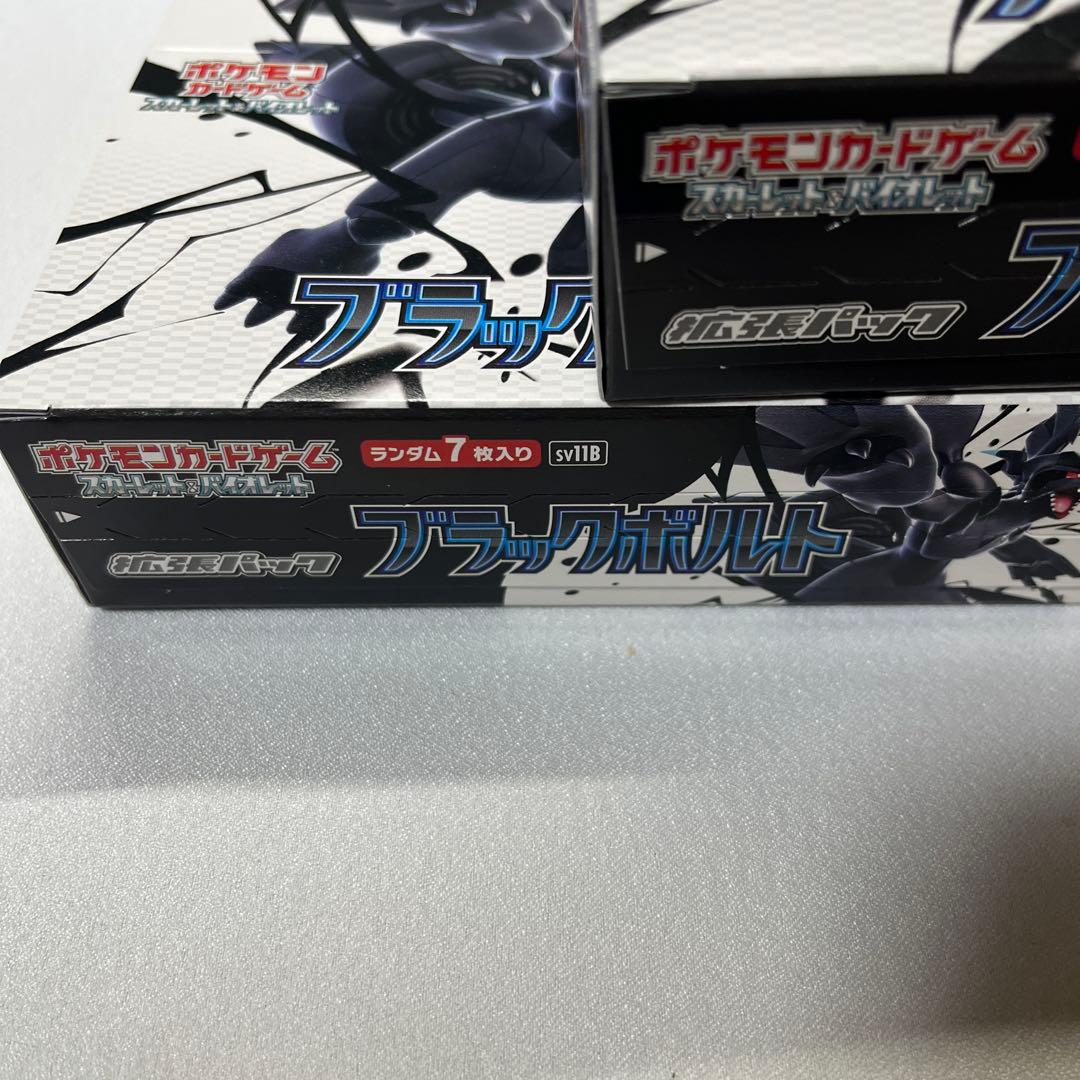 ポケモン
カードゲーム
スカーレット&バイオレット
ブラック
ポケモンカードゲーム
スカーレット&バイオレット
拡張パック
ブ
ポケモンカードゲーム
スカーレット&バイオレット
ランダム7枚入り SV11B
拡張パック
ブラックボルト